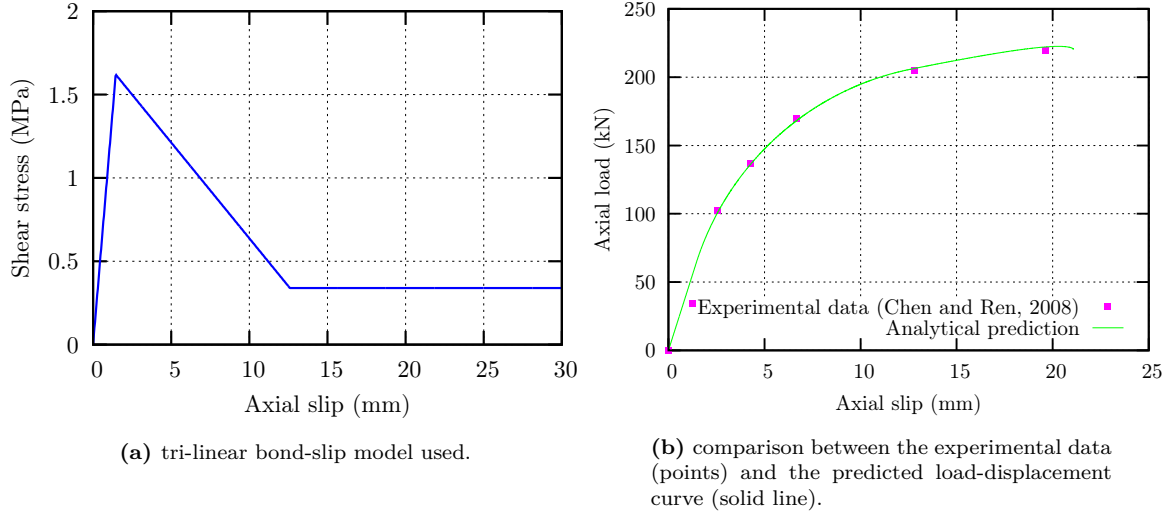 2
1.5
1
0.5
0
0 5 10 15 20 25 30
Shear stress (MPa)
Axial slip (mm)
(a) tri-linear bond-slip model used.
250
200
150
100
50
0
0 5 10 15 20 25
Axial load (kN)
Experimental data (Chen and Ren, 2008)
Analytical prediction
Axial slip (mm)
(b) comparison between the experimental data
(points) and the predicted load-displacement
curve (solid line).